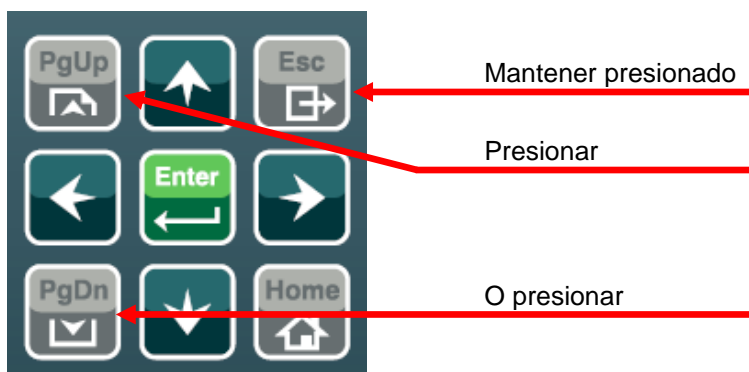 PgUp
Esc
Mantener presionado
Presionar
Enter
PgDn
Home
O presionar